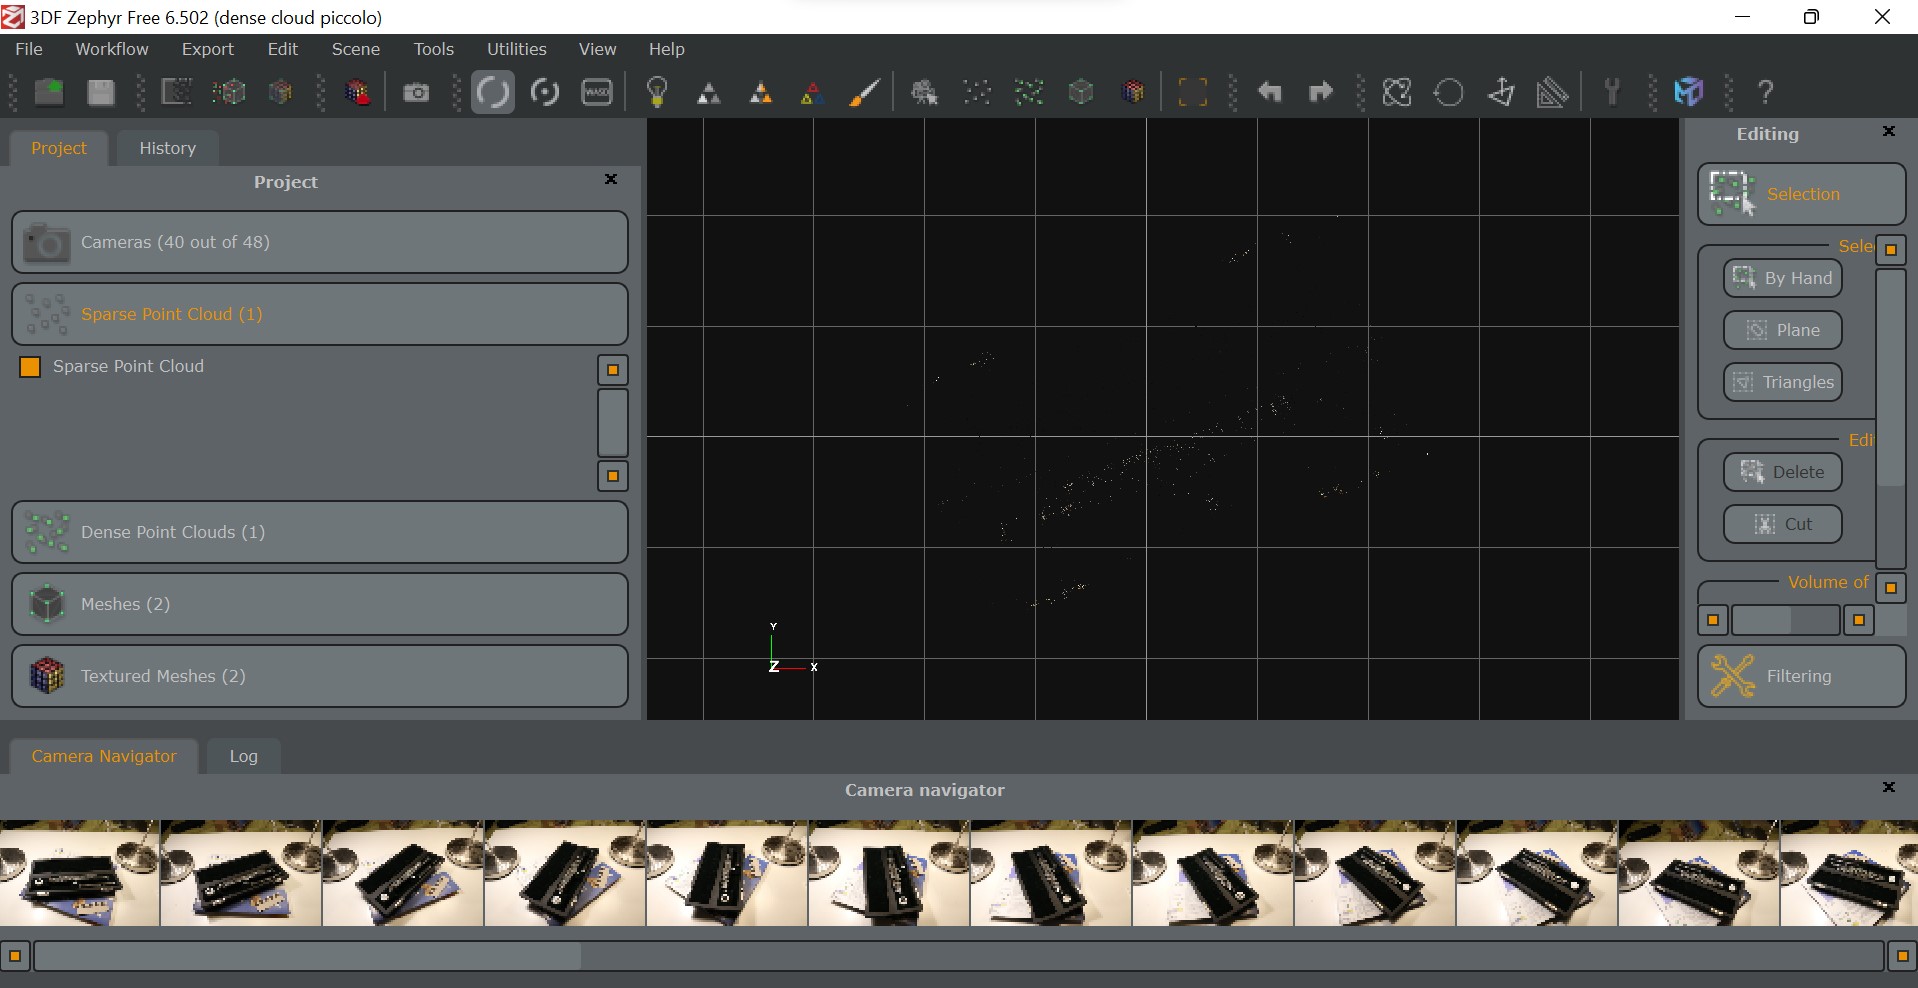 3DF Zephyr Free 6.502 (dense cloud piccolo)
File Workflow Export Edit Scene Tools Utilities View Help
WASD
?
Project History
Project
Cameras (40 out of 48)
Sparse Point Cloud (1)
Sparse Point Cloud
Dense Point Clouds (1)
Meshes (2)
Textured Meshes (2)
Y
Z X
Editing
Selection
Sele
By Hand
Plane
Triangles
Edi
Delete
Cut
Volume of
Filtering
Camera Navigator Log
Camera navigator